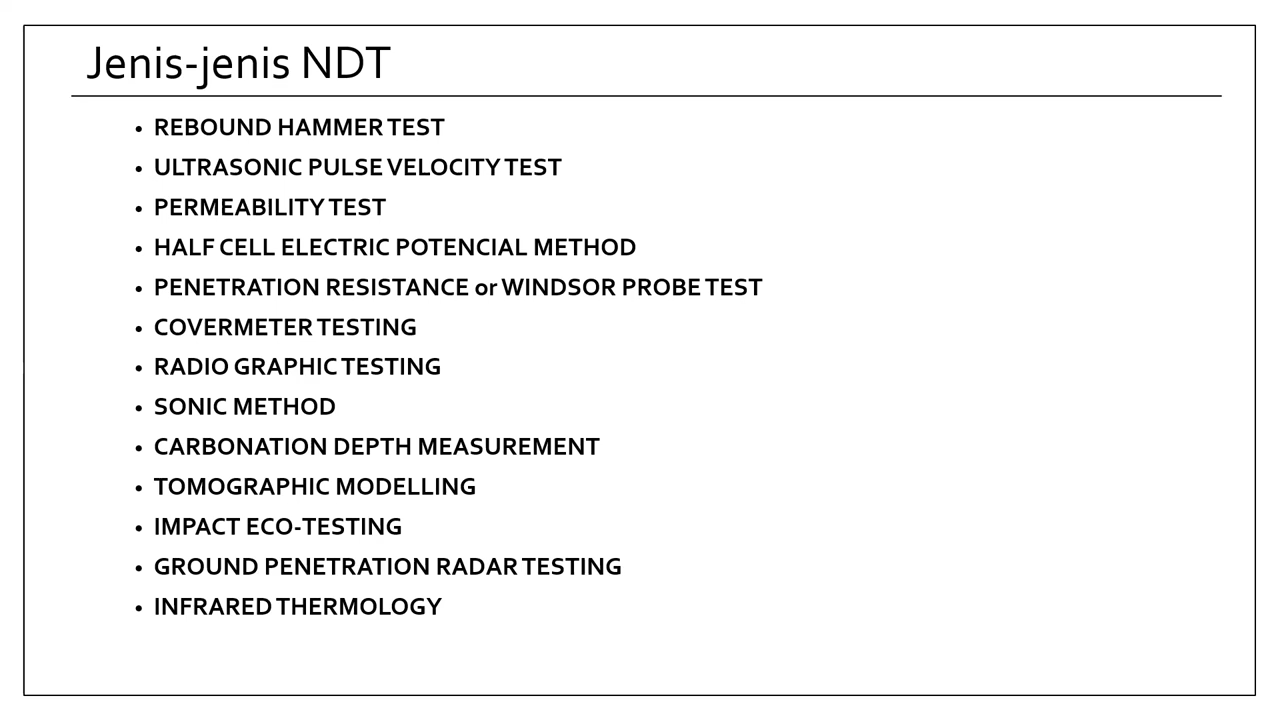 Jenis-jenis NDT
• REBOUND HAMMER TEST
• ULTRASONIC PULSE VELOCITY TEST
• PERMEABILITY TEST
• HALF CELL ELECTRIC POTENCIAL METHOD
• PENETRATION RESISTANCE or WINDSOR PROBE TEST
• COVERMETER TESTING
• RADIO GRAPHIC TESTING
• SONIC METHOD
• CARBONATION DEPTH MEASUREMENT
• TOMOGRAPHIC MODELLING
• IMPACT ECO-TESTING
• GROUND PENETRATION RADAR TESTING
• INFRARED THERMOLOGY